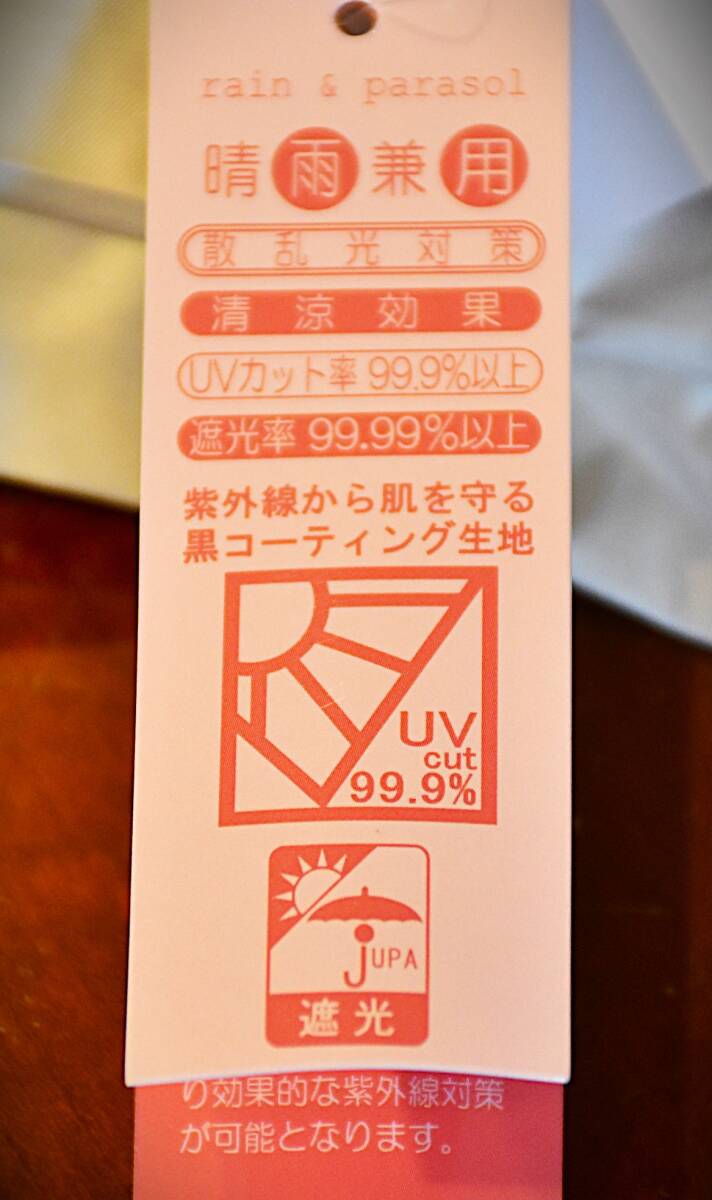 rain & parasol
晴雨兼用
散乱光対策
清涼効果
UVカット率 99.9%以上
遮光率 99.99%以上
紫外線から肌を守る
黒コーティング生地
UV
cut
99.9%
JUPA
遮光
り効果的な紫外線対策
が可能となります。